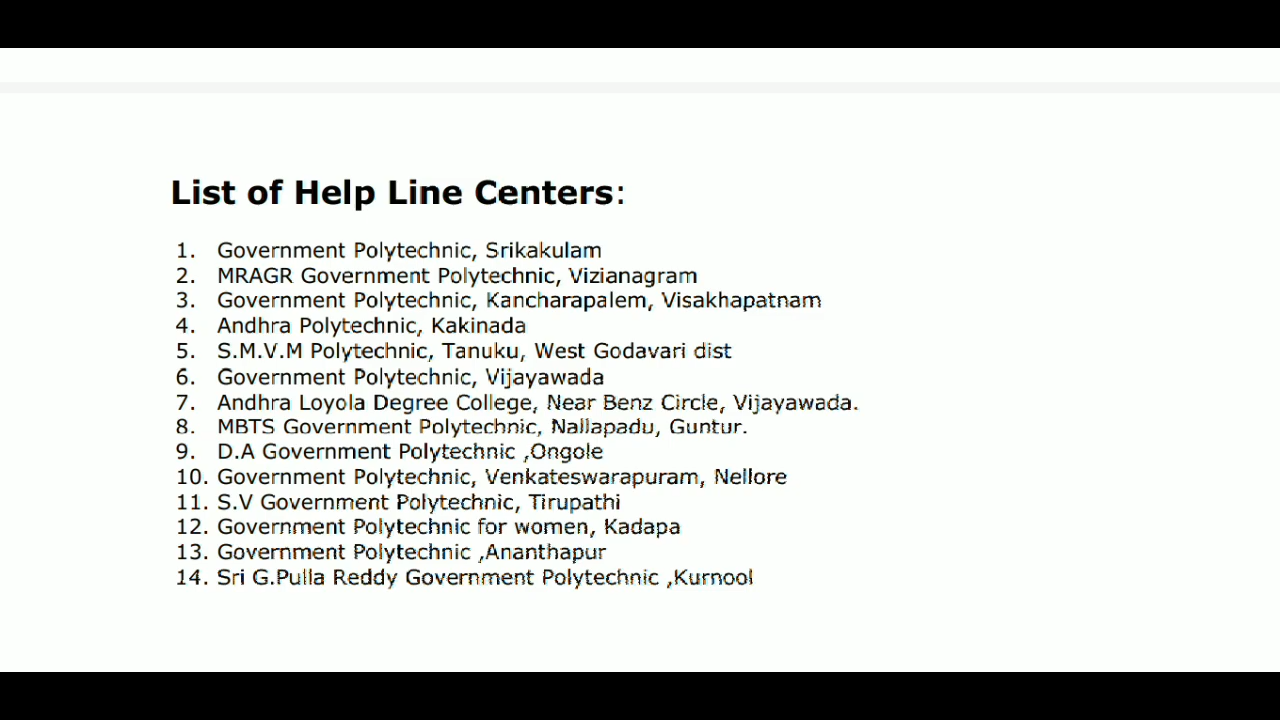 List of Help Line Centers:
1. Government Polytechnic, Srikakulam
2. MRAGR Government Polytechnic, Vizianagram
3. Government Polytechnic, Kancharapalem, Visakhapatnam
4. Andhra Polytechnic, Kakinada
5. S.M.V.M Polytechnic, Tanuku, West Godavari dist
6. Government Polytechnic, Vijayawada
7. Andhra Loyola Degree College, Near Benz Circle, Vijayawada.
8. MBTS Government Polytechnic, Nallapadu, Guntur.
9. D.A Government Polytechnic ,Ongole
10. Government Polytechnic, Venkateswarapuram, Nellore
11. S.V Government Polytechnic, Tirupathi
12. Government Polytechnic for women, Kadapa
13. Government Polytechnic ,Ananthapur
14. Sri G.Pulla Reddy Government Polytechnic ,Kurnool